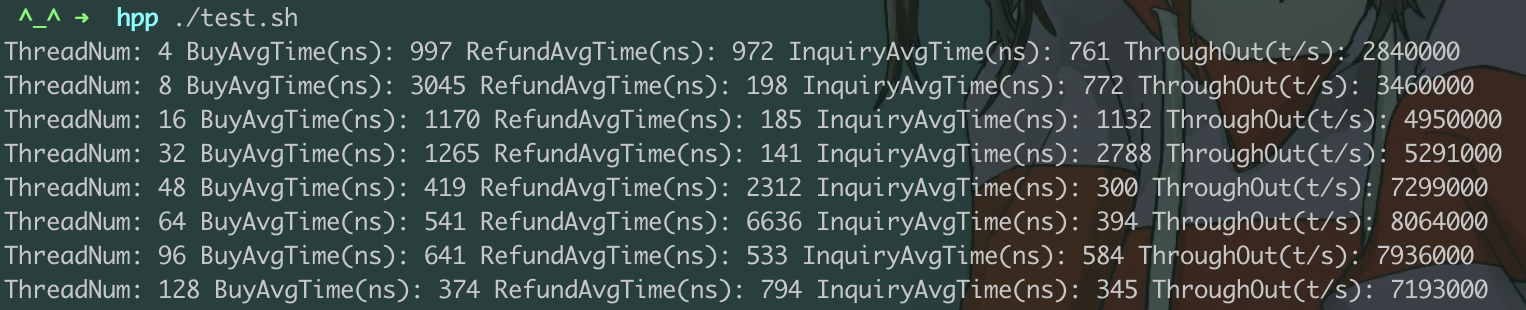 ^_^ → hpp ./test.sh
ThreadNum: 4 BuyAvgTime(ns): 997 RefundAvgTime(ns): 972 InquiryAvgTime(ns): 761 ThroughOut(t/s): 2840000
ThreadNum: 8 BuyAvgTime(ns): 3045 RefundAvgTime(ns): 198 InquiryAvgTime(ns): 772 ThroughOut(t/s): 3460000
ThreadNum: 16 BuyAvgTime(ns): 1170 RefundAvgTime(ns): 185 InquiryAvgTime(ns): 1132 ThroughOut(t/s): 4950000
ThreadNum: 32 BuyAvgTime(ns): 1265 RefundAvgTime(ns): 141 InquiryAvgTime(ns): 2788 ThroughOut(t/s): 5291000
ThreadNum: 48 BuyAvgTime(ns): 419 RefundAvgTime(ns): 2312 InquiryAvgTime(ns): 300 ThroughOut(t/s): 7299000
ThreadNum: 64 BuyAvgTime(ns): 541 RefundAvgTime(ns): 6636 InquiryAvgTime(ns): 394 ThroughOut(t/s): 8064000
ThreadNum: 96 BuyAvgTime(ns): 641 RefundAvgTime(ns): 533 InquiryAvgTime(ns): 584 ThroughOut(t/s): 7936000
ThreadNum: 128 BuyAvgTime(ns): 374 RefundAvgTime(ns): 794 InquiryAvgTime(ns): 345 ThroughOut(t/s): 7193000